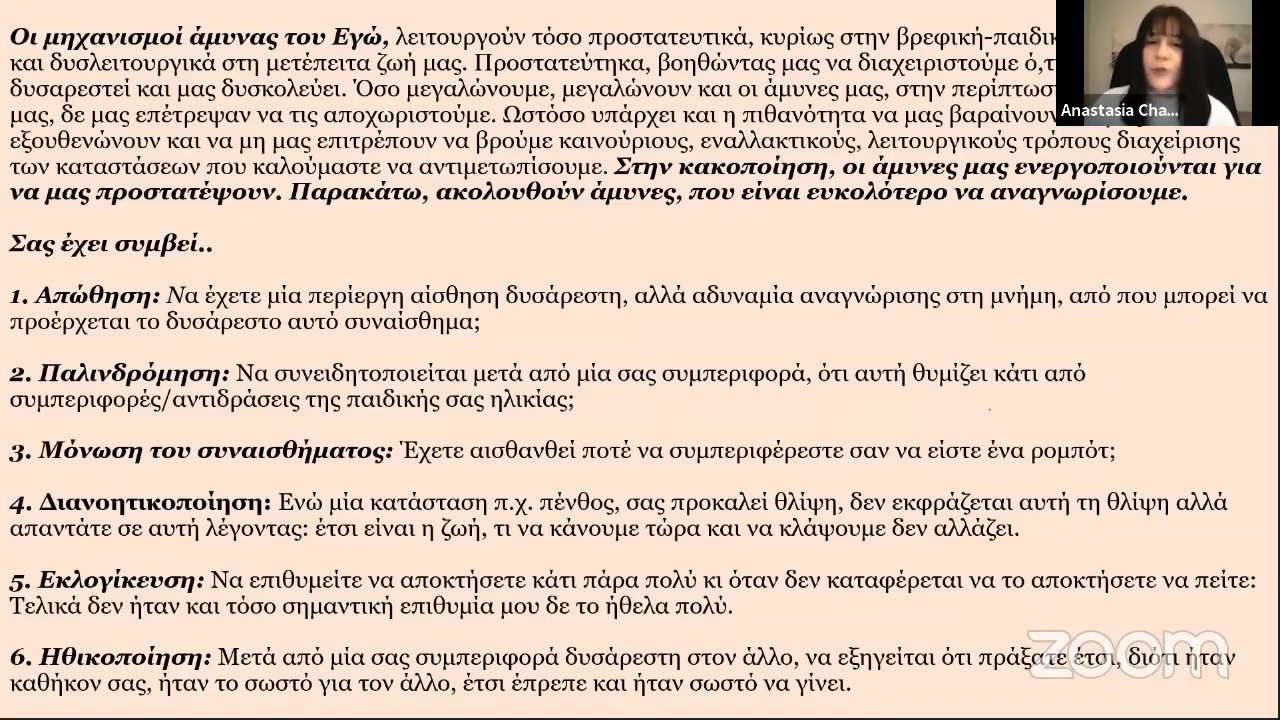 Οι μηχανισμοί άμυνας του Εγώ, λειτουργούν τόσο προστατευτικά, κυρίως στην
και δυσλειτουργικά στη μετέπειτα ζωή μας. Προστατεύτηκα, βοηθώντας μας να διαχειριστούμε
δυσαρεστεί και μας δυσκολεύει. Όσο μεγαλώνουμε, μεγαλώνουν και οι άμυνες μας, στην
μας, δε μας επέτρεψαν να τις αποχωριστούμε. Ωστόσο υπάρχει και η πιθανότητα να μας βαραίνουν
εξουθενώνουν και να μη μας επιτρέπουν να βρούμε καινούριους, εναλλακτικούς, λειτουργικούς τρόπους διαχείρισης
των καταστάσεων που καλούμαστε να αντιμετωπίσουμε. Στην κακοποίηση, οι άμυνες μας ενεργοποιούνται για
να μας προστατέψουν. Παρακάτω, ακολουθούν άμυνες, που είναι ευκολότερο να αναγνωρίσουμε.
Σας έχει συμβεί..
1. Απώθηση: Να έχετε μία περίεργη αίσθηση δυσάρεστη, αλλά αδυναμία αναγνώρισης στη μνήμη, από που μπορεί να
προέρχεται το δυσάρεστο αυτό συναίσθημα;
2. Παλινδρόμηση: Να συνειδητοποιείται μετά από μία σας συμπεριφορά, ότι αυτή θυμίζει κάτι από
συμπεριφορές/αντιδράσεις της παιδικής σας ηλικίας;
3. Μόνωση του συναισθήματος: Έχετε αισθανθεί ποτέ να συμπεριφέρεστε σαν να είστε ένα ρομπότ;
4. Διανοητικοποίηση: Ενώ μία κατάσταση π.χ. πένθος, σας προκαλεί θλίψη, δεν εκφράζεται αυτή τη θλίψη αλλά
απαντάτε σε αυτή λέγοντας: έτσι είναι η ζωή, τι να κάνουμε τώρα και να κλάψουμε δεν αλλάζει.
5. Εκλογίκευση: Να επιθυμείτε να αποκτήσετε κάτι πάρα πολύ κι όταν δεν καταφέρεται να το αποκτήσετε να πείτε:
Τελικά δεν ήταν και τόσο σημαντική επιθυμία μου δε το ήθελα πολύ.
6. Ηθικοποίηση: Μετά από μία σας συμπεριφορά δυσάρεστη στον άλλο, να εξηγείται ότι πράξατε έτσι, διότι ήταν
καθήκον σας, ήταν το σωστό για τον άλλο, έτσι έπρεπε και ήταν σωστό να γίνει.
Anastasia Cha...
zoom